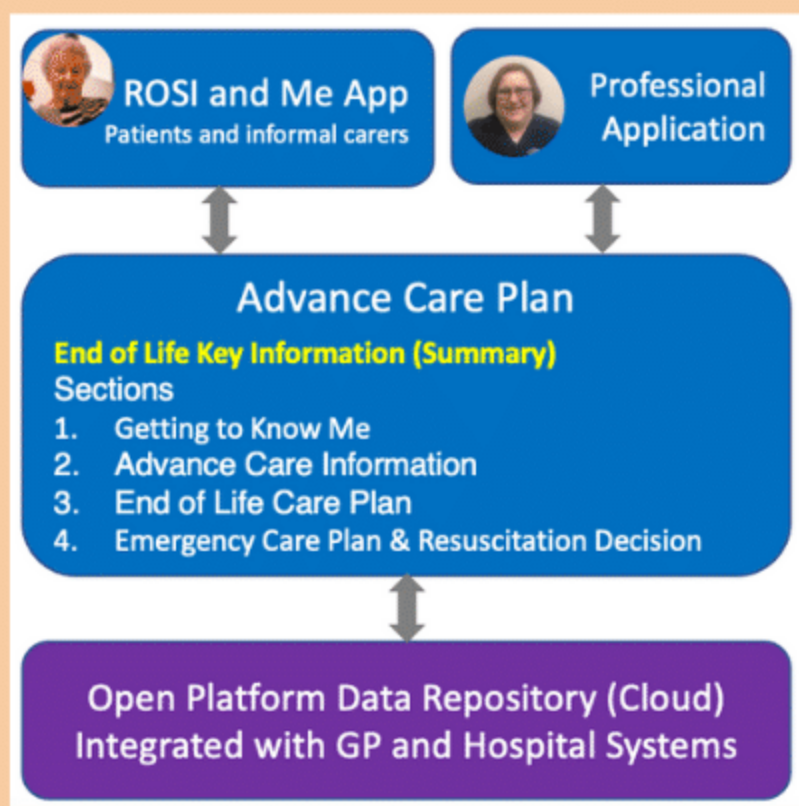 ROSI and Me App
Patients and informal carers
Professional
Application
Advance Care Plan
End of Life Key Information (Summary)
Sections
1. Getting to Know Me
2. Advance Care Information
3. End of Life Care Plan
4. Emergency Care Plan & Resuscitation Decision
Open Platform Data Repository (Cloud)
Integrated with GP and Hospital Systems